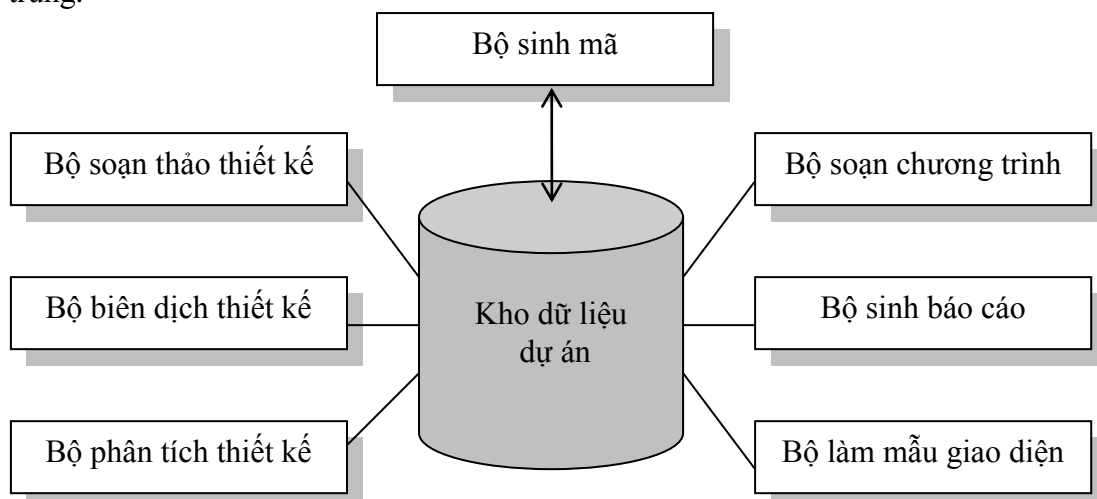 trung.
Bộ sinh mã
Bộ soạn thảo thiết kế
Bộ soạn chương trình
Bộ biên dịch thiết kế
Kho dữ liệu
dự án
Bộ sinh báo cáo
Bộ phân tích thiết kế
Bộ làm mẫu giao diện